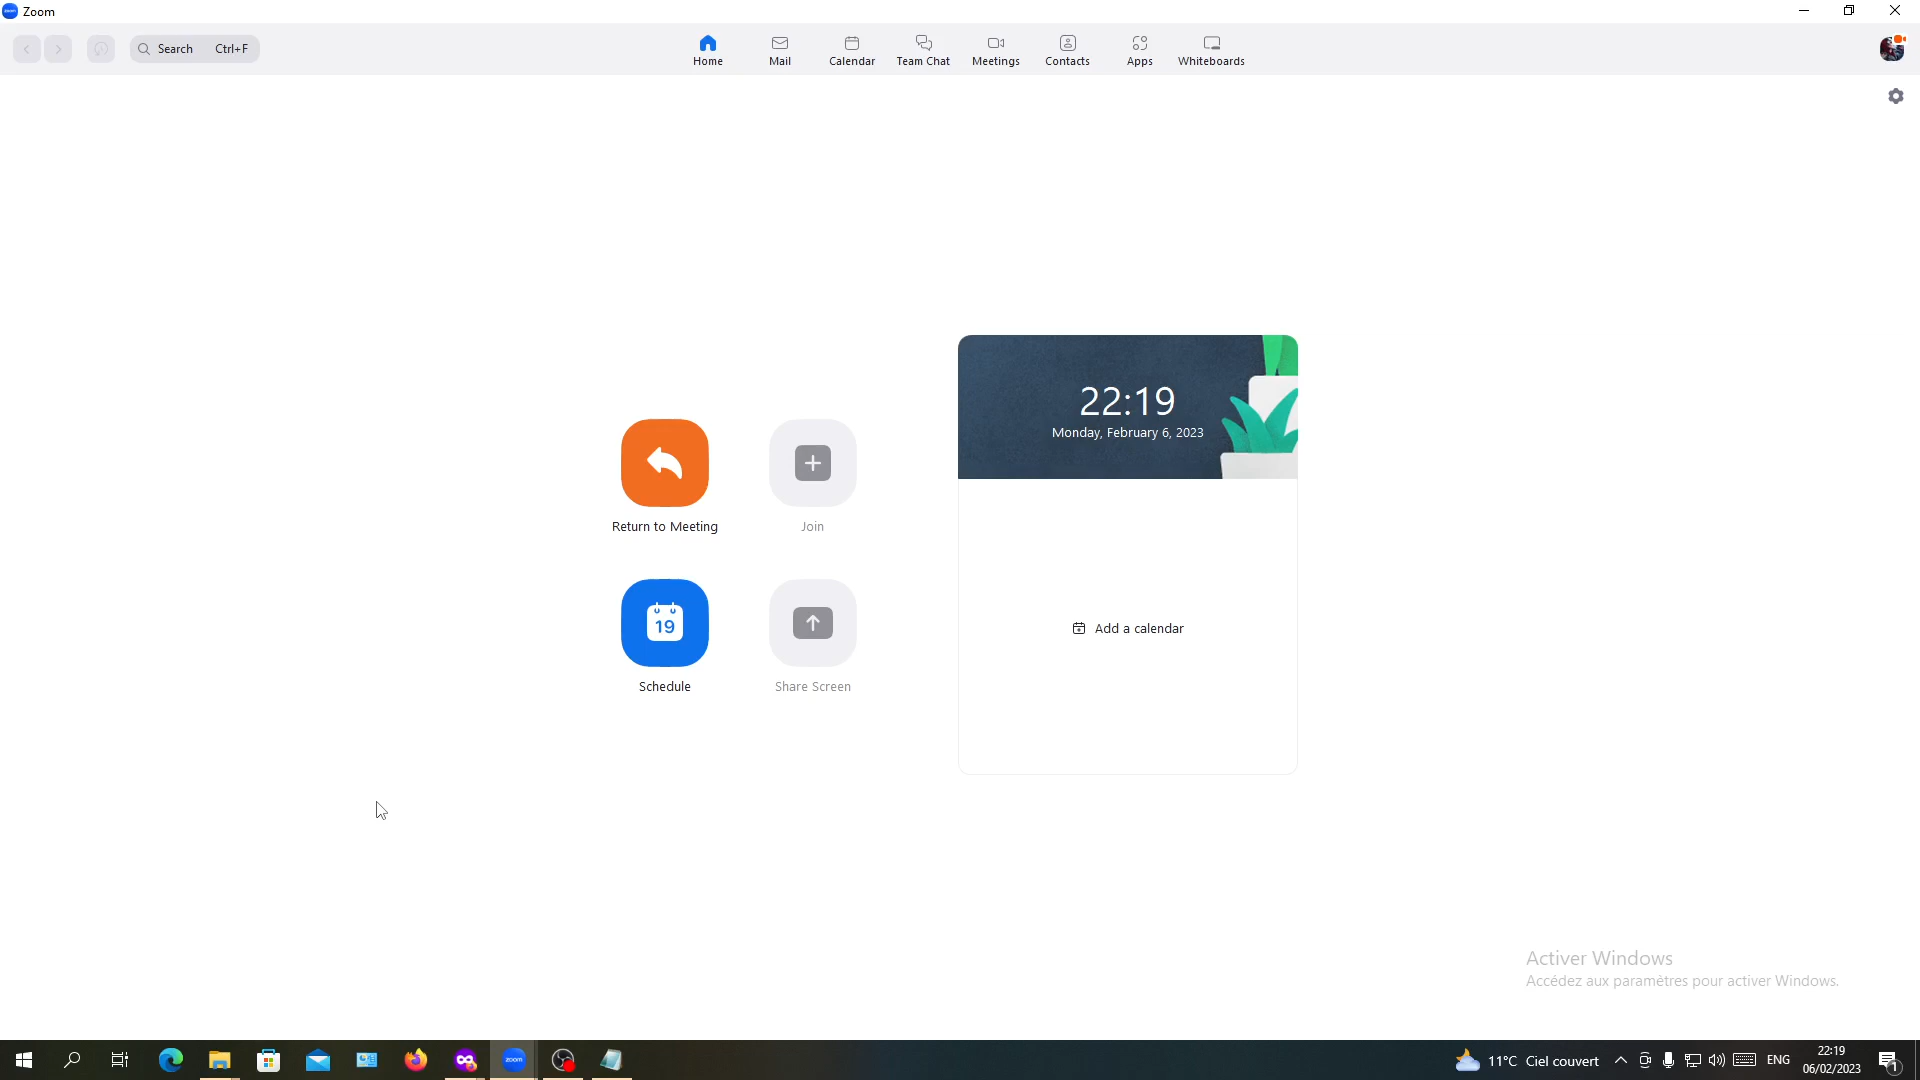 Zoom
Search Ctrl+F
Home Mail Calendar Team Chat Meetings Contacts Apps Whiteboards
22:19
Monday, February 6, 2023
Return to Meeting Join
19
Add a calendar
Schedule Share Screen
Activer Windows
Accédez aux paramètres pour activer Windows.
zoom
11°C Ciel couvert
ENG
22:19
06/02/2023
1